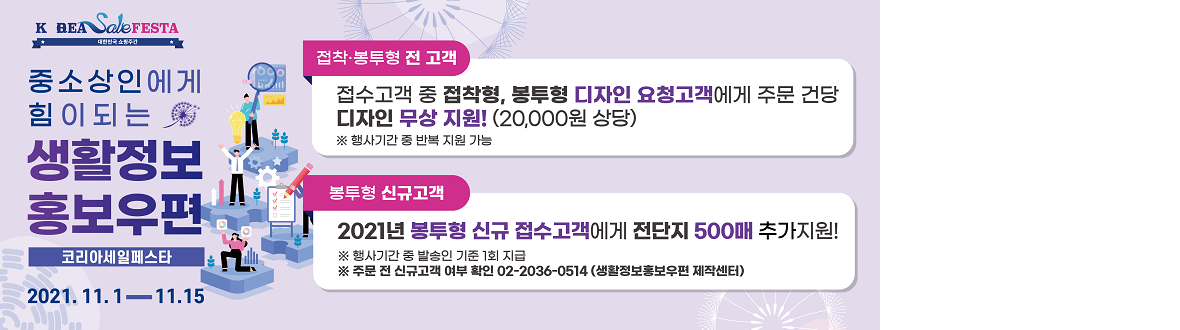 KOREA Sale FESTA
대한민국 쇼핑주간
중소상인에게
힘이되는
생활정보
홍보우편
코리아세일페스타
2021. 11. 1 — 11.15
접착·봉투형 전 고객
접수고객 중 접착형, 봉투형 디자인 요청고객에게 주문 건당
디자인 무상 지원! (20,000원 상당)
※ 행사기간 중 반복 지원 가능
봉투형 신규고객
2021년 봉투형 신규 접수고객에게 전단지 500매 추가지원!
※ 행사기간 중 발송인 기준 1회 지급
※ 주문 전 신규고객 여부 확인 02-2036-0514 (생활정보홍보우편 제작센터)